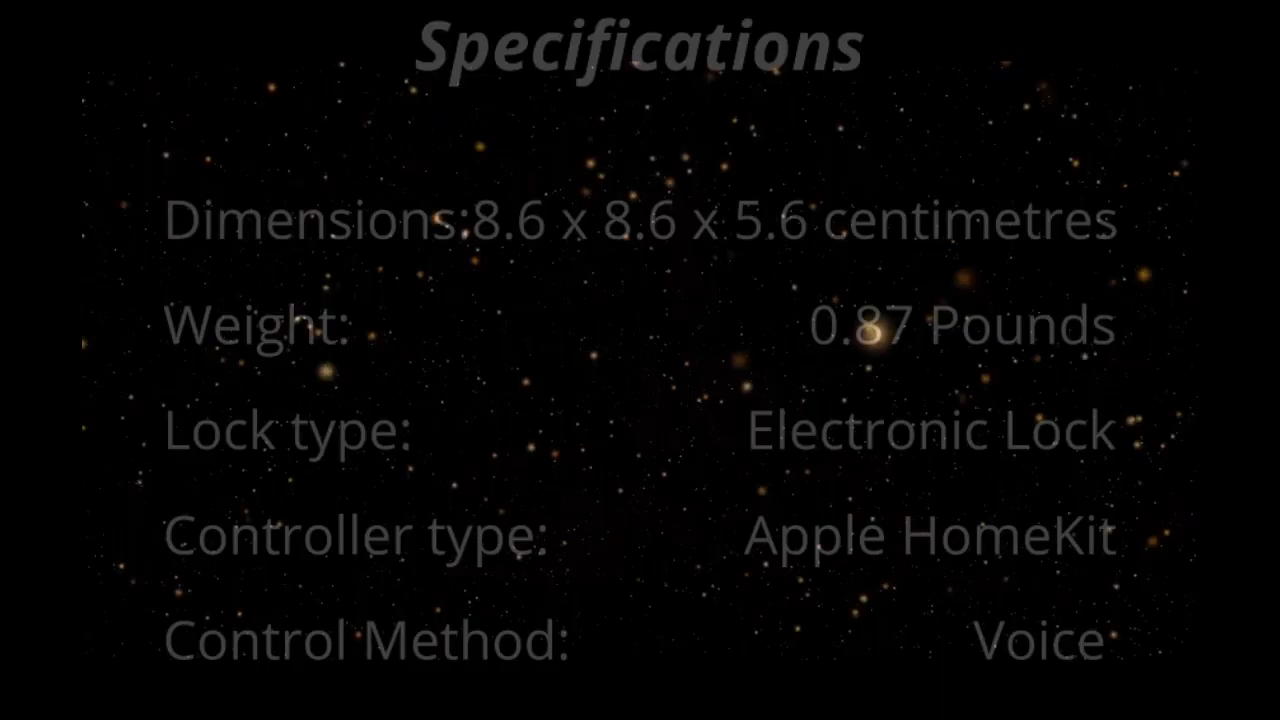 Specifications
Dimensions:8.6 x 8.6 x 5.6 centimetres
Weight: 0.87 Pounds
Lock type: Electronic Lock
Controller type: Apple HomeKit
Control Method: Voice